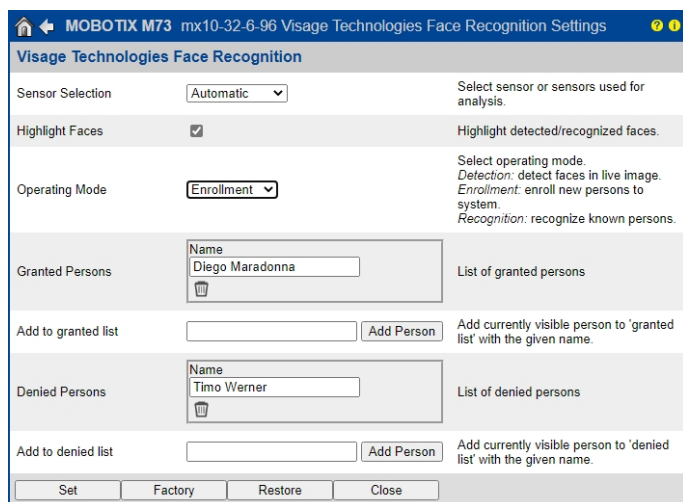 MOBOTIX M73 mx10-32-6-96 Visage Technologies Face Recognition Settings ? i
Visage Technologies Face Recognition
Sensor Selection
Automatic
Select sensor or sensors used for
analysis.
Highlight Faces
Highlight detected/recognized faces.
Operating Mode
Enrollment
Select operating mode.
Detection: detect faces in live image.
Enrollment: enroll new persons to
system.
Recognition: recognize known persons.
Granted Persons
Name
Diego Maradonna
List of granted persons
Add to granted list
Add Person
Add currently visible person to 'granted
list' with the given name.
Denied Persons
Name
Timo Werner
List of denied persons
Add to denied list
Add Person
Add currently visible person to 'denied
list' with the given name.
Set Factory Restore Close